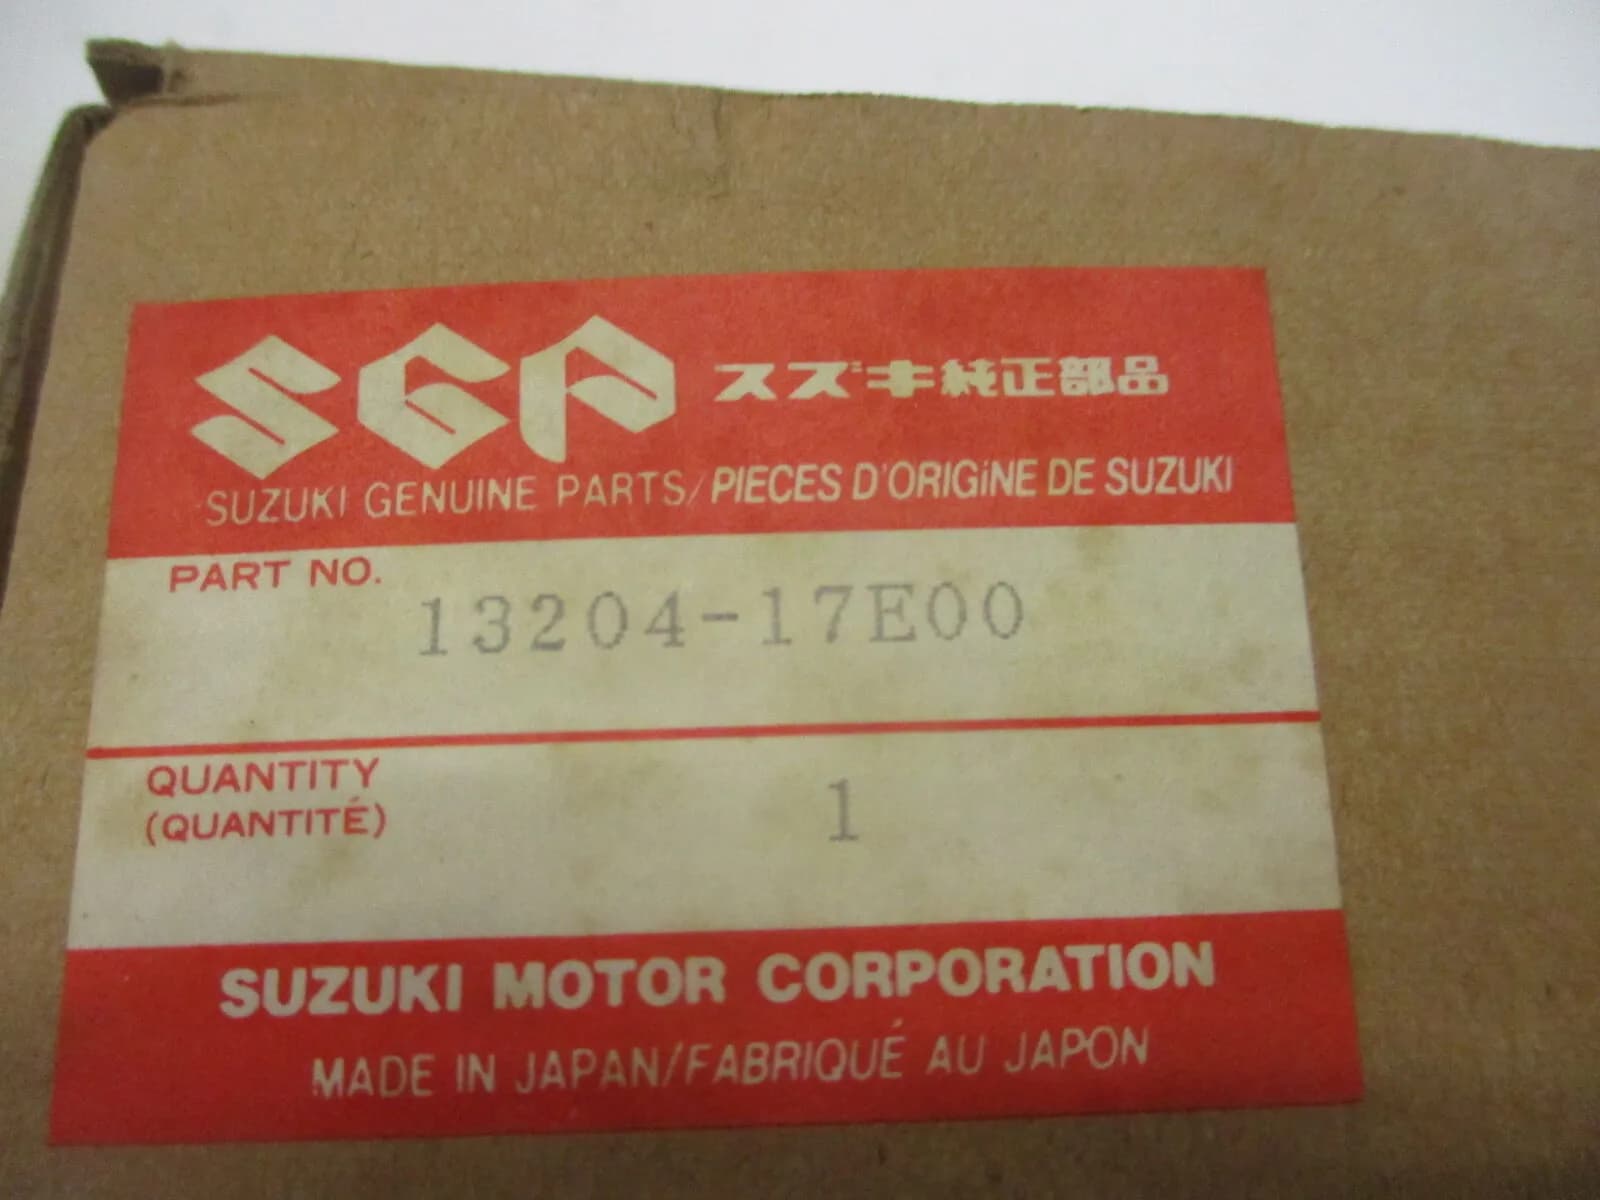 SGP スズキ純正部品
SUZUKI GENUINE PARTS/PIECES D'ORIGiNE DE SUZUKI
PART NO.
13204-17E00
QUANTITY
(QUANTITÉ)
1
SUZUKI MOTOR CORPORATION
MADE IN JAPAN/FABRIQUÉ AU JAPON